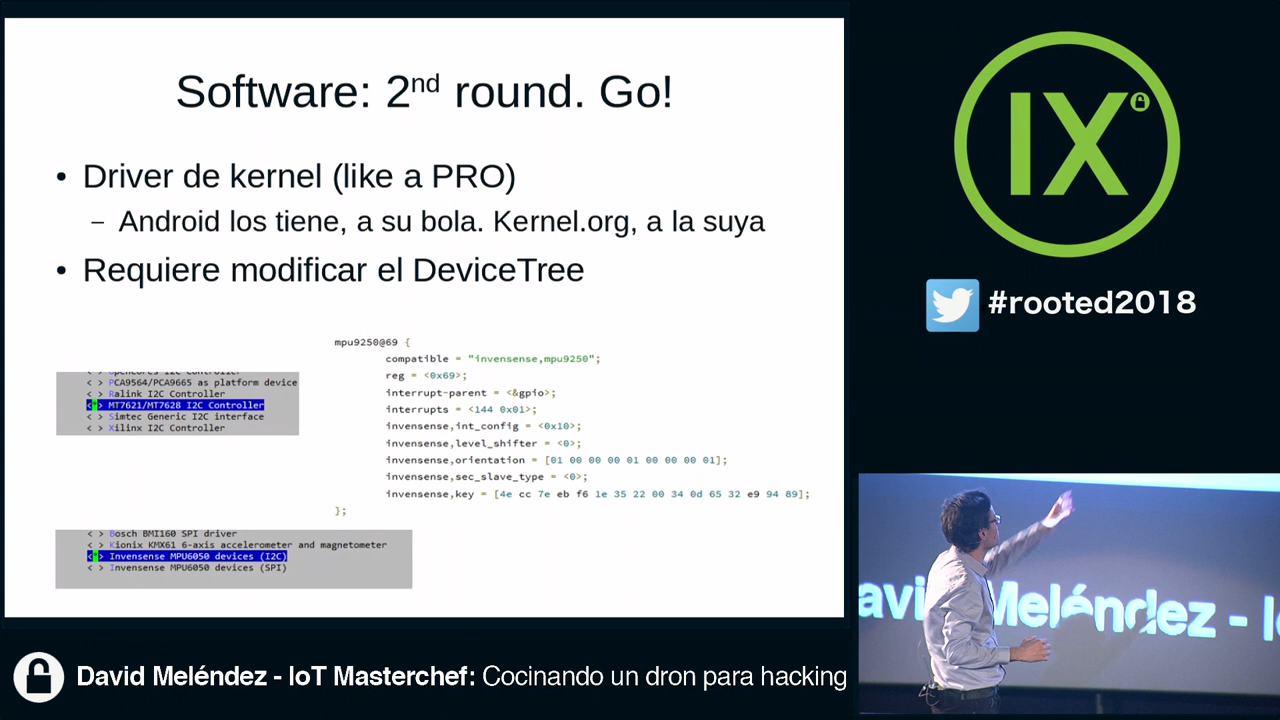 Software: 2nd round. Go!
• Driver de kernel (like a PRO)
– Android los tiene, a su bola. Kernel.org, a la suya
• Requiere modificar el DeviceTree
mpu9250@69 {
compatible = "invensense,mpu9250";
reg = <0x69>;
interrupt-parent = <&gpio>;
interrupts = <144 0x01>;
invensense,int_config = <0x10>;
invensense,level_shifter = <0>;
invensense,orientation = [01 00 00 00 01 00 00 00 01];
invensense,sec_slave_type = <0>;
invensense,key = [4e cc 7e eb f6 1e 35 22 00 34 0d 65 32 e9 94 89];
};
< > Opencores I2C Controller
< > PCA9564/PCA9665 as platform device
< > Ralink I2C Controller
<*> MT7621/MT7628 I2C Controller
< > Simtec Generic I2C interface
< > Xilinx I2C Controller
< > Bosch BMI160 SPI driver
< > Kionix KMX61 6-axis accelerometer and magnetometer
<*> Invensense MPU6050 devices (I2C)
< > Invensense MPU6050 devices (SPI)
IX
#rooted2018
avi Meléndez - Io
David Meléndez - IoT Masterchef: Cocinando un dron para hacking